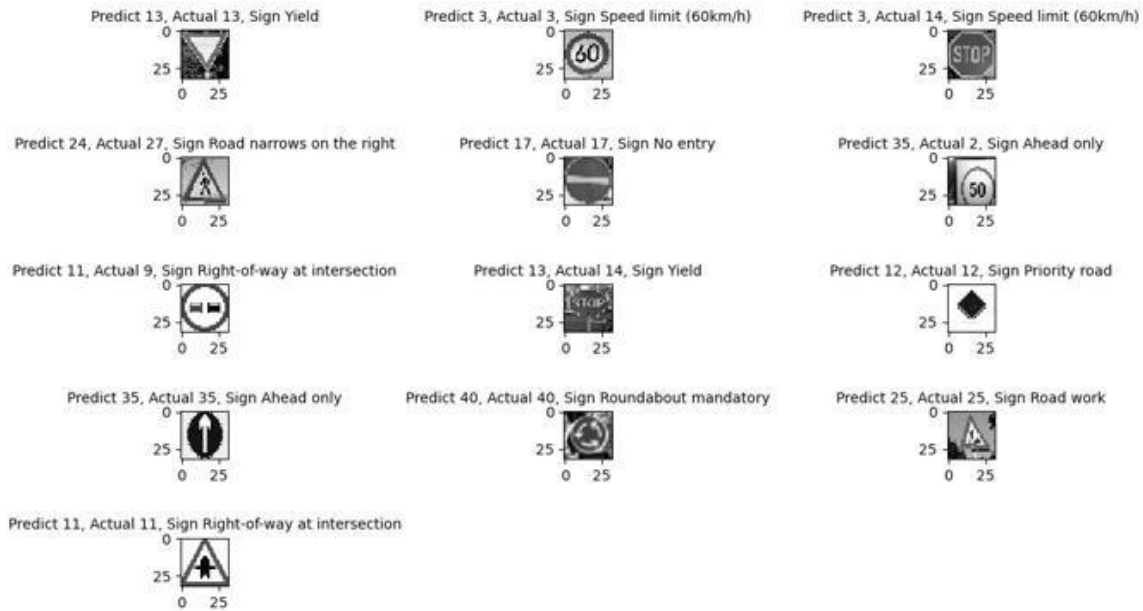 Predict 13, Actual 13, Sign Yield
0
25
0 25
Predict 3, Actual 3, Sign Speed limit (60km/h)
0
60
25
0 25
Predict 3, Actual 14, Sign Speed limit (60km/h)
0
STOP
25
0 25
Predict 24, Actual 27, Sign Road narrows on the right
0
25
0 25
Predict 17, Actual 17, Sign No entry
0
25
0 25
Predict 35, Actual 2, Sign Ahead only
0
50
25
0 25
Predict 11, Actual 9, Sign Right-of-way at intersection
0
25
0 25
Predict 13, Actual 14, Sign Yield
0
STOP
25
0 25
Predict 12, Actual 12, Sign Priority road
0
25
0 25
Predict 35, Actual 35, Sign Ahead only
0
25
0 25
Predict 40, Actual 40, Sign Roundabout mandatory
0
25
0 25
Predict 25, Actual 25, Sign Road work
0
25
0 25
Predict 11, Actual 11, Sign Right-of-way at intersection
0
25
0 25